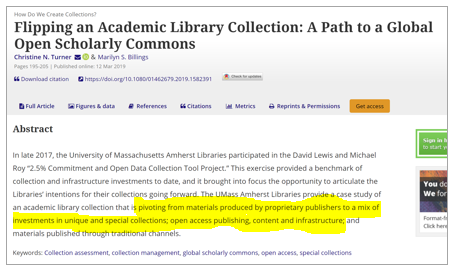 How Do We Create Collections?
Flipping an Academic Library Collection: A Path to a Global
Open Scholarly Commons
Christine N. Turner & Marilyn S. Billings
Pages 195-205 | Published online: 12 Mar 2019
Download citation https://doi.org/10.1080/01462679.2019.1582391 Check for updates
Full Article Figures & data References Citations Metrics Reprints & Permissions Get access
Abstract
In late 2017, the University of Massachusetts Amherst Libraries participated in the David Lewis and Michael
Roy “2.5% Commitment and Open Data Collection Tool Project.” This exercise provided a benchmark of
collection and infrastructure investments to date, and it brought into focus the opportunity to articulate the
Libraries’ intentions for their collections going forward. The UMass Amherst Libraries provide a case study of
an academic library collection that is pivoting from materials produced by proprietary publishers to a mix of
investments in unique and special collections; open access publishing, content and infrastructure; and
materials published through traditional channels.
Keywords: Collection assessment, collection management, global scholarly commons, open access, special collections
Sign in
to start
You do
We for
Format-f
Click here